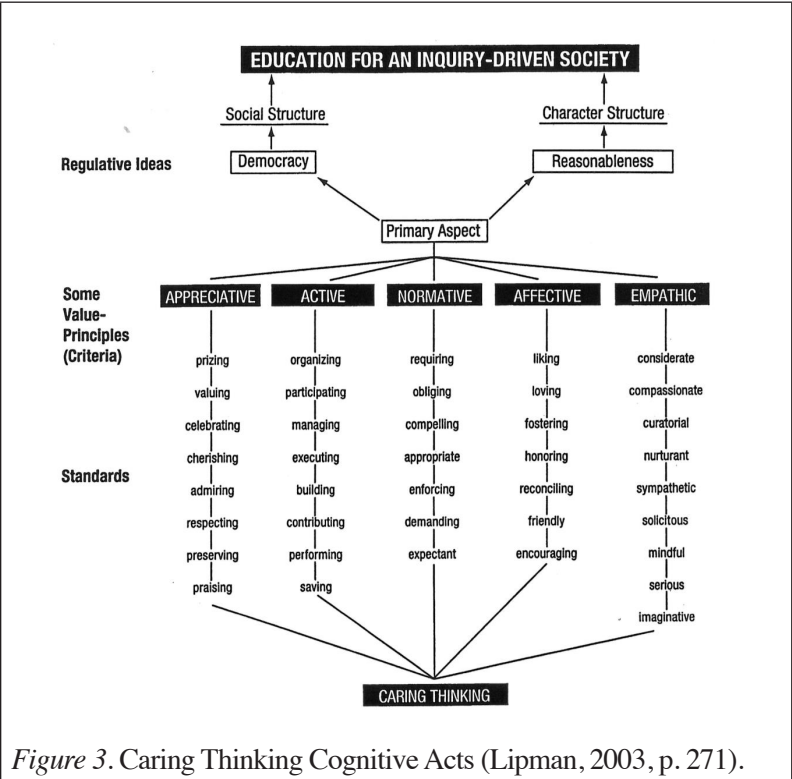 EDUCATION FOR AN INQUIRY-DRIVEN SOCIETY
Social Structure
Character Structure
Regulative Ideas
Democracy
Reasonableness
Primary Aspect
Some
Value-
Principles
(Criteria)
APPRECIATIVE
ACTIVE
NORMATIVE
AFFECTIVE
EMPATHIC
Standards
prizing
valuing
celebrating
cherishing
admiring
respecting
preserving
praising
organizing
participating
managing
executing
building
contributing
performing
saving
requiring
obliging
compelling
appropriate
enforcing
demanding
expectant
liking
loving
fostering
honoring
reconciling
friendly
encouraging
considerate
compassionate
curatorial
nurturant
sympathetic
solicitous
mindful
serious
imaginative
CARING THINKING
Figure 3. Caring Thinking Cognitive Acts (Lipman, 2003, p. 271).